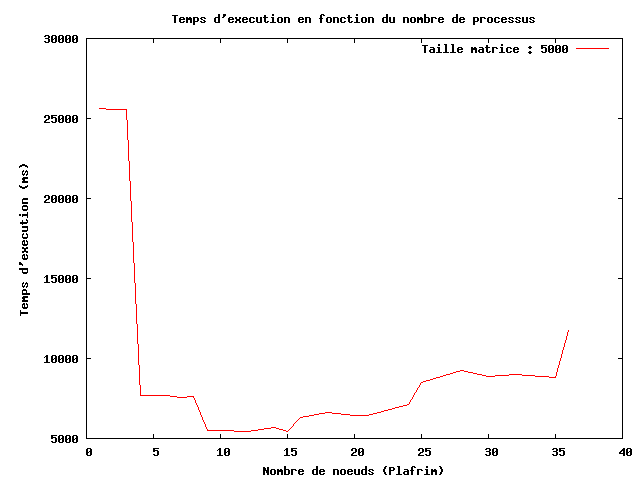 Temps d'execution en fonction du nombre de processus
Taille matrice : 5000
30000
25000
20000
15000
10000
5000
Temps d'execution (ms)
0 5 10 15 20 25 30 35 40
Nombre de noeuds (Plafrim)